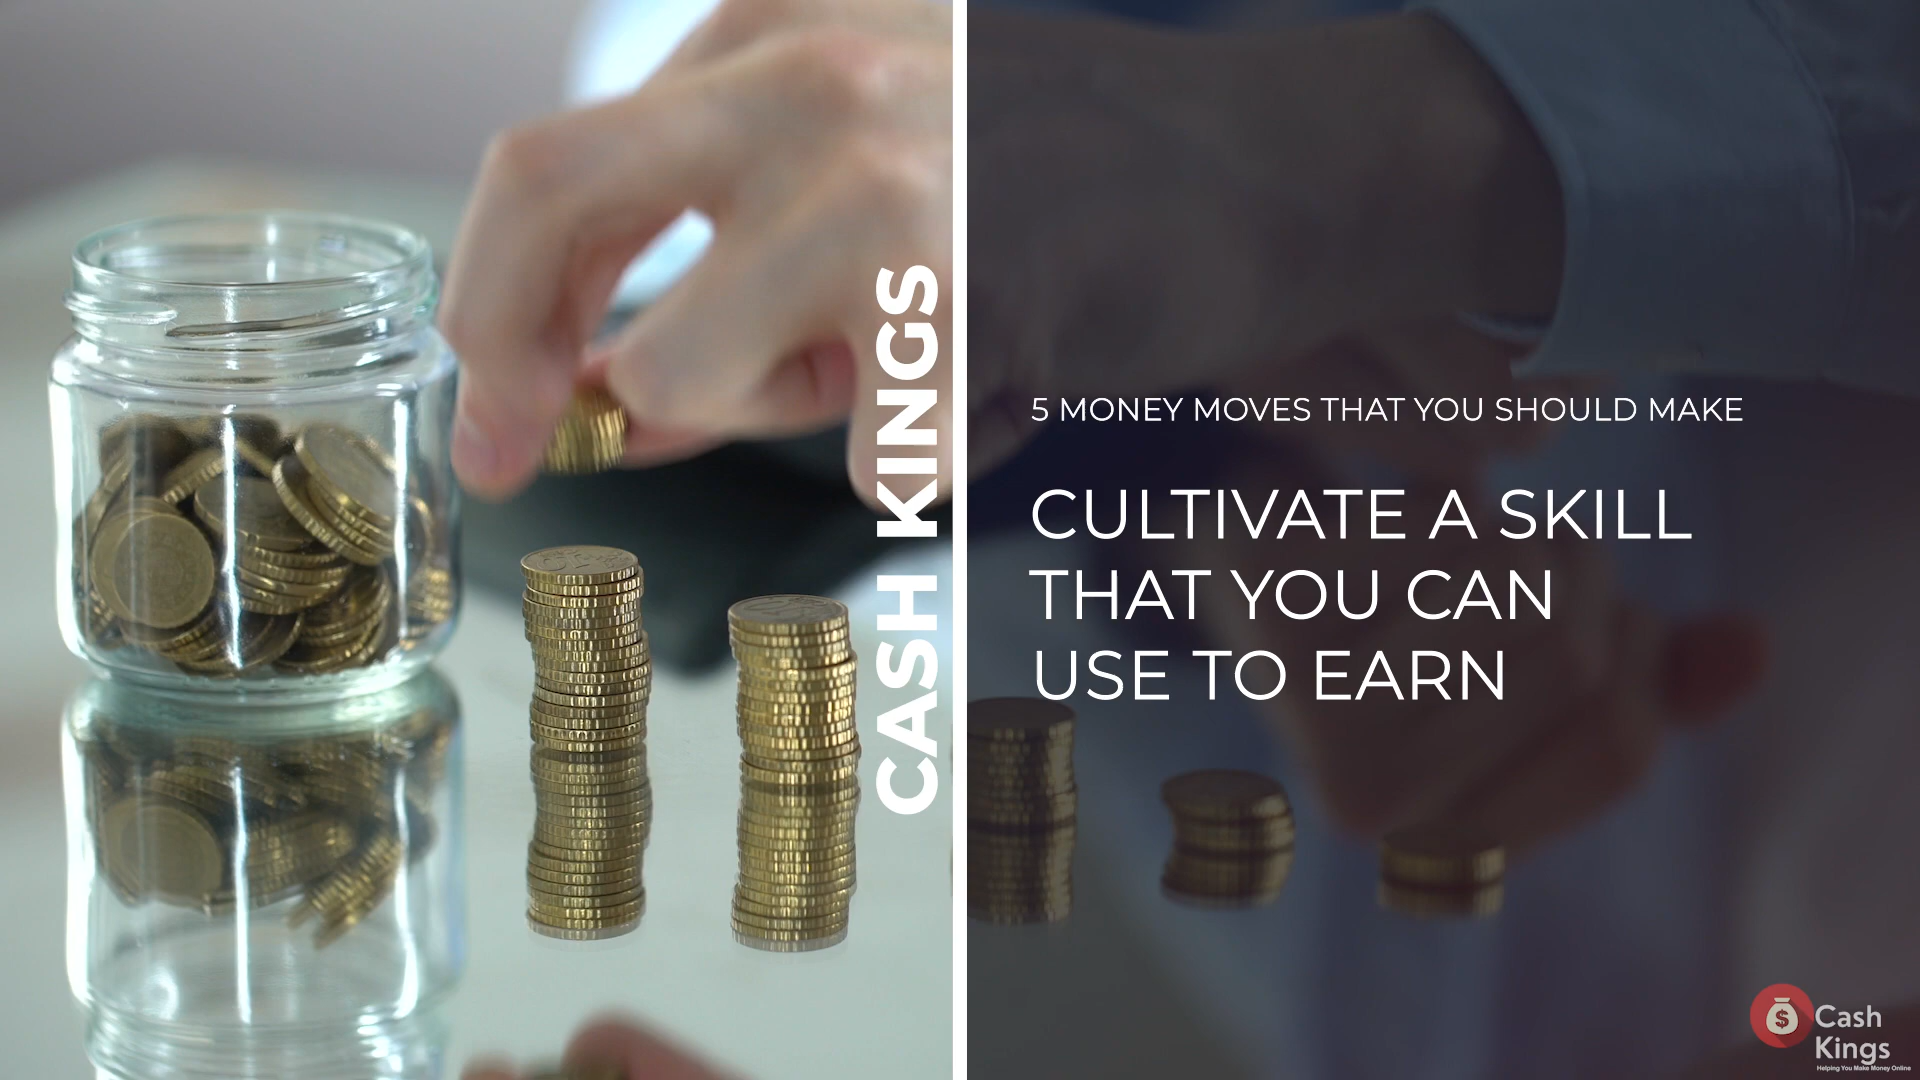 CASH KINGS
5 MONEY MOVES THAT YOU SHOULD MAKE
CULTIVATE A SKILL
THAT YOU CAN
USE TO EARN
$
Cash
Kings
Helping You Make Money Online